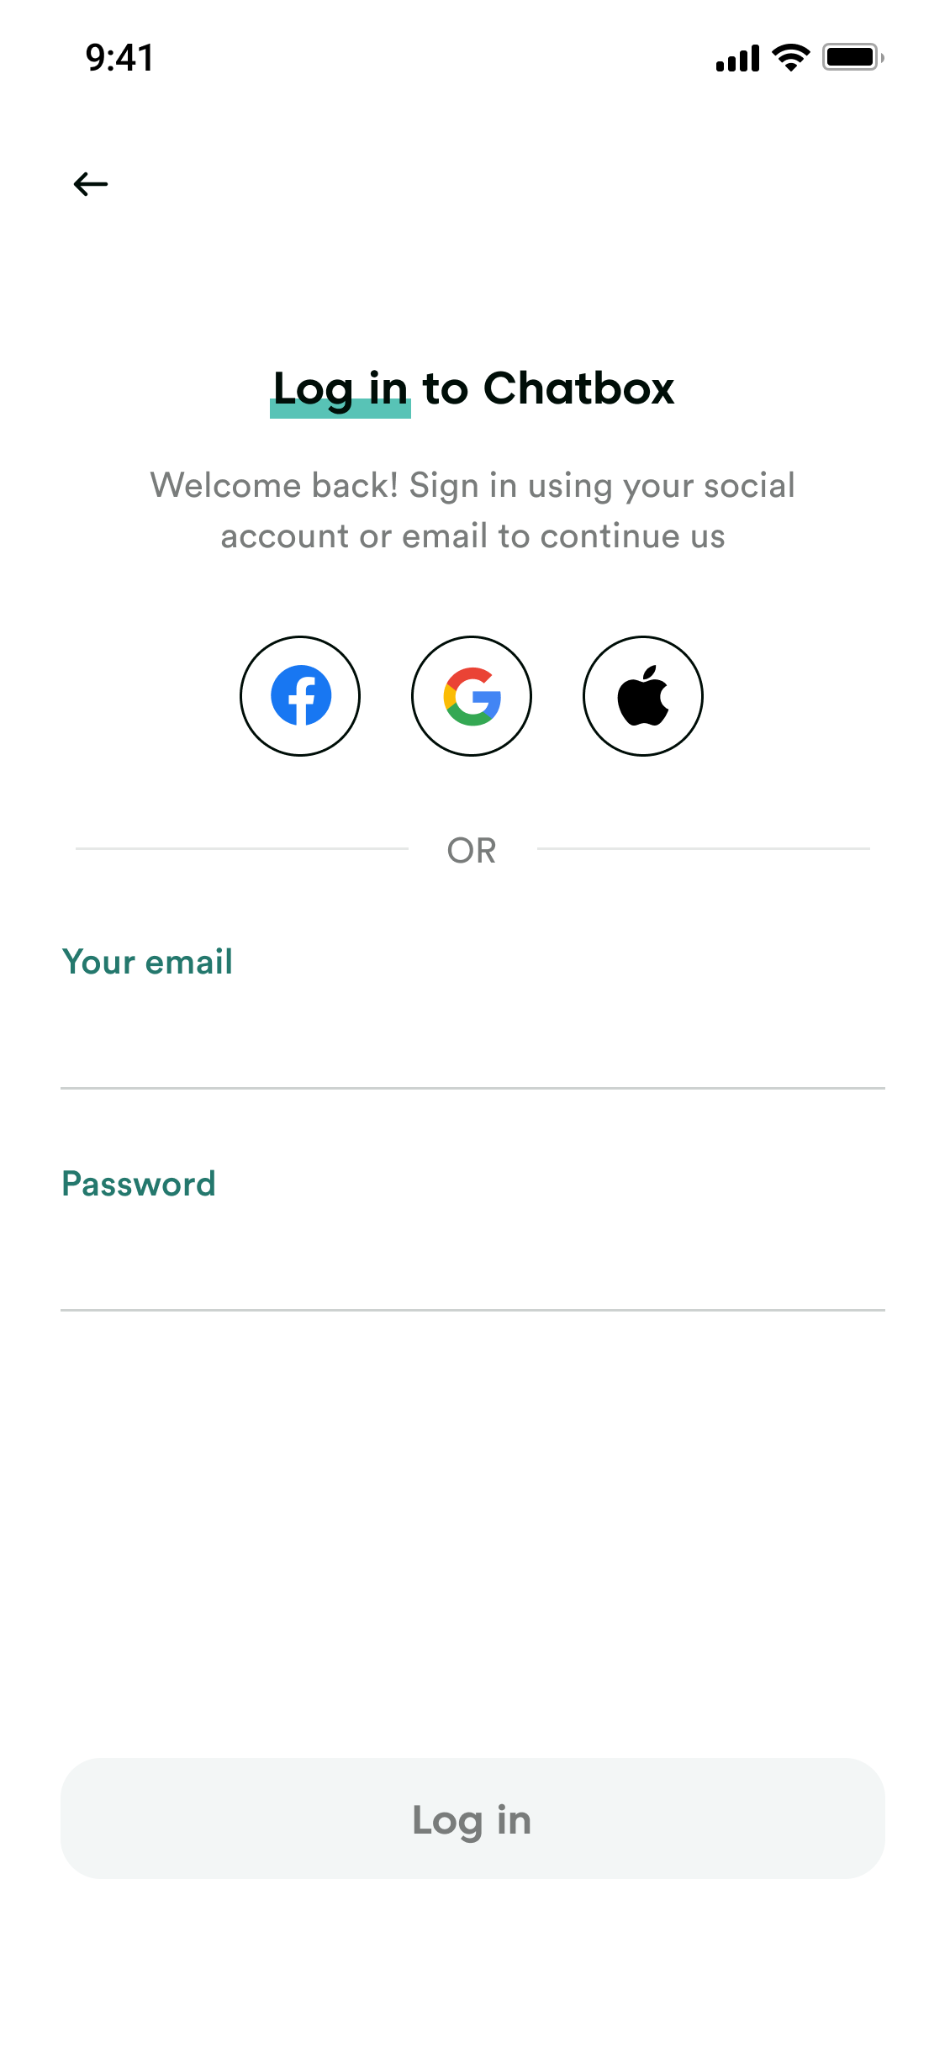 9:41
Log in to Chatbox
Welcome back! Sign in using your social
account or email to continue us
OR
Your email
Password
Log in